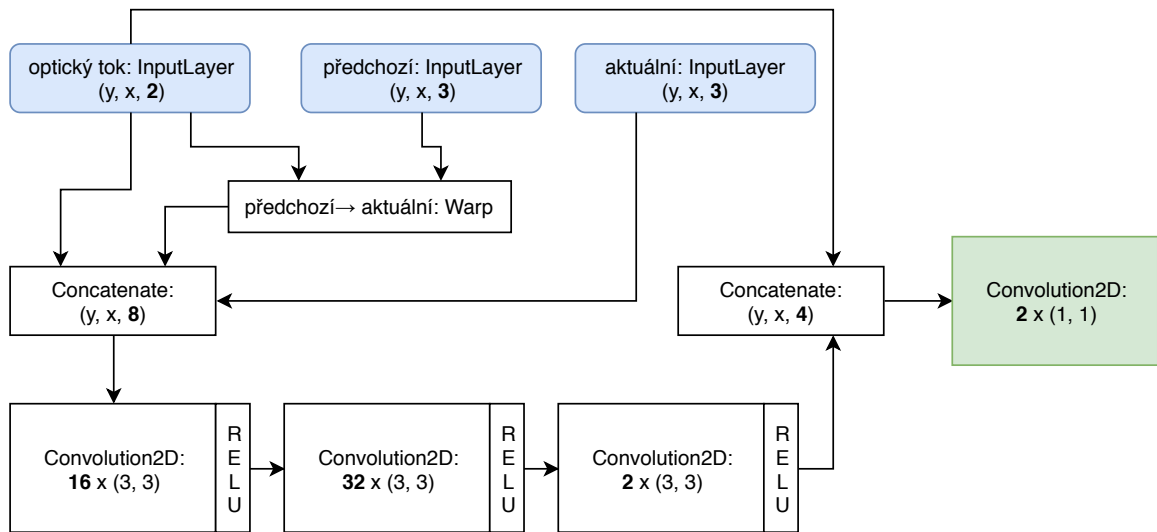 optický tok: InputLayer
(y, x, 2)
předchozí: InputLayer
(y, x, 3)
aktuální: InputLayer
(y, x, 3)
předchozí→ aktuální: Warp
Concatenate:
(y, x, 8)
Concatenate:
(y, x, 4)
Convolution2D:
2 x (1, 1)
Convolution2D:
16 x (3, 3)
R
E
L
U
Convolution2D:
32 x (3, 3)
R
E
L
U
Convolution2D:
2 x (3, 3)
R
E
L
U